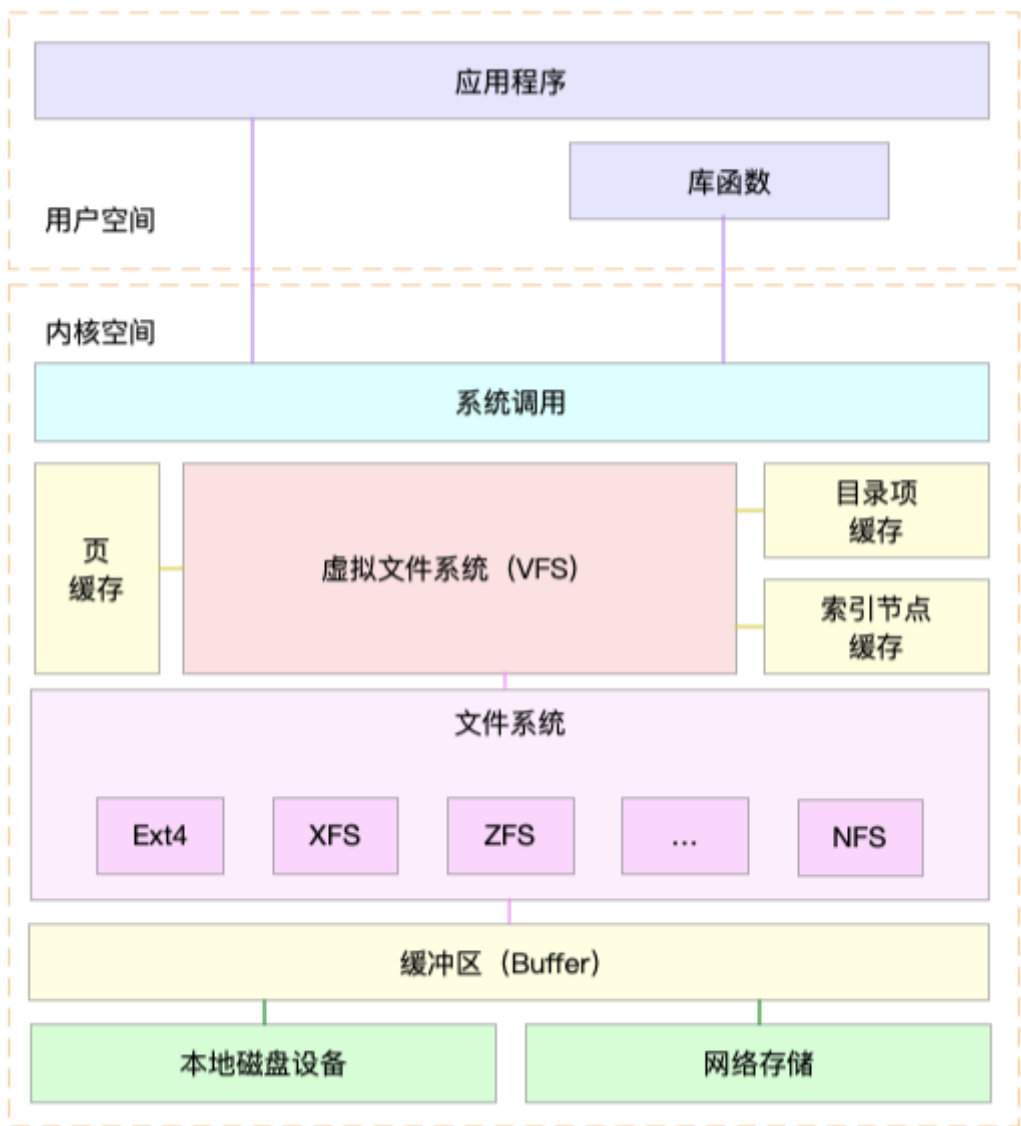 应用程序
库函数
用户空间
内核空间
系统调用
页
缓存
虚拟文件系统（VFS）
目录项
缓存
索引节点
缓存
文件系统
Ext4
XFS
ZFS
...
NFS
缓冲区（Buffer）
本地磁盘设备
网络存储